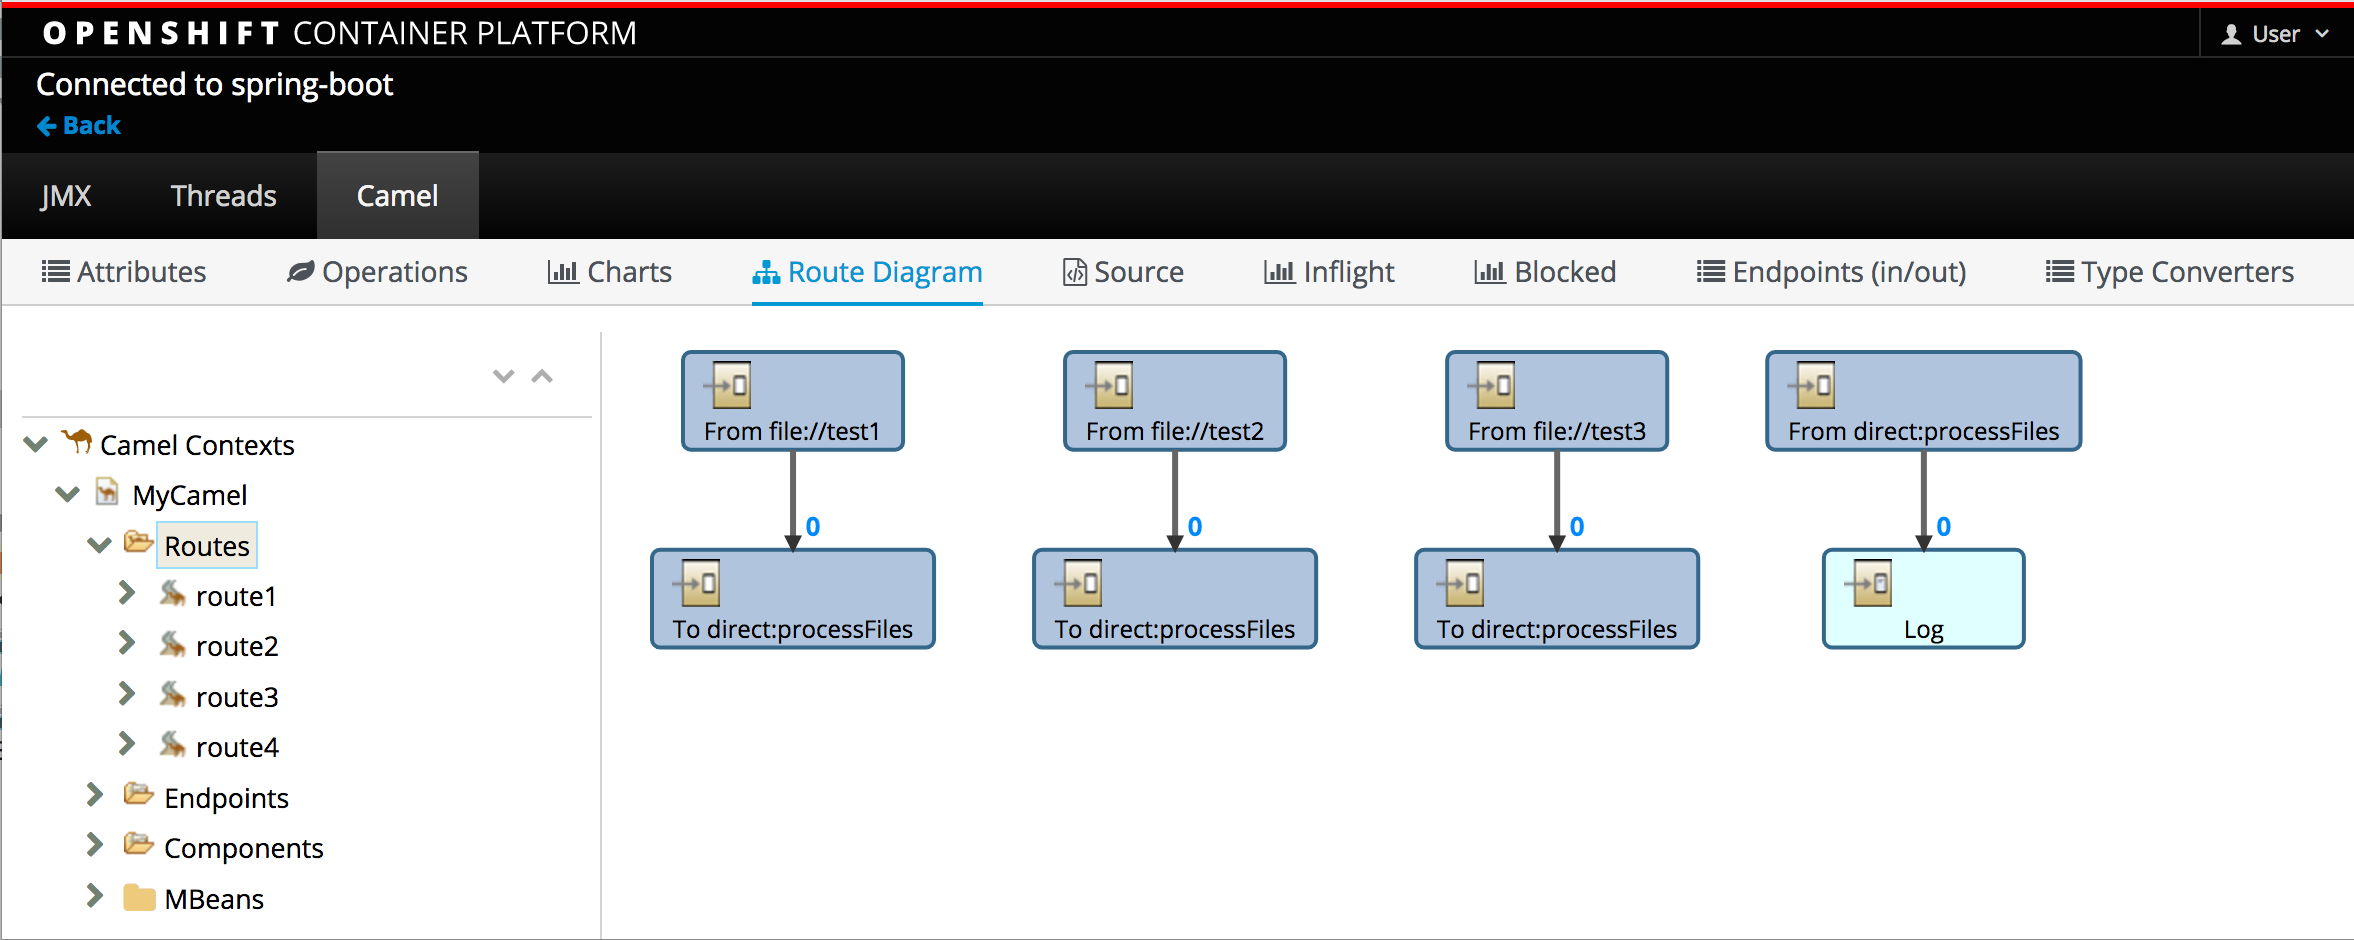 OPENSHIFT CONTAINER PLATFORM
User
Connected to spring-boot
Back
JMX Threads Camel
Attributes Operations Charts Route Diagram Source Inflight Blocked Endpoints (in/out) Type Converters
Camel Contexts
MyCamel
Routes
route1
route2
route3
route4
Endpoints
Components
MBeans
From file://test1 From file://test2 From file://test3 From direct:processFiles
0 0 0 0
To direct:processFiles To direct:processFiles To direct:processFiles Log